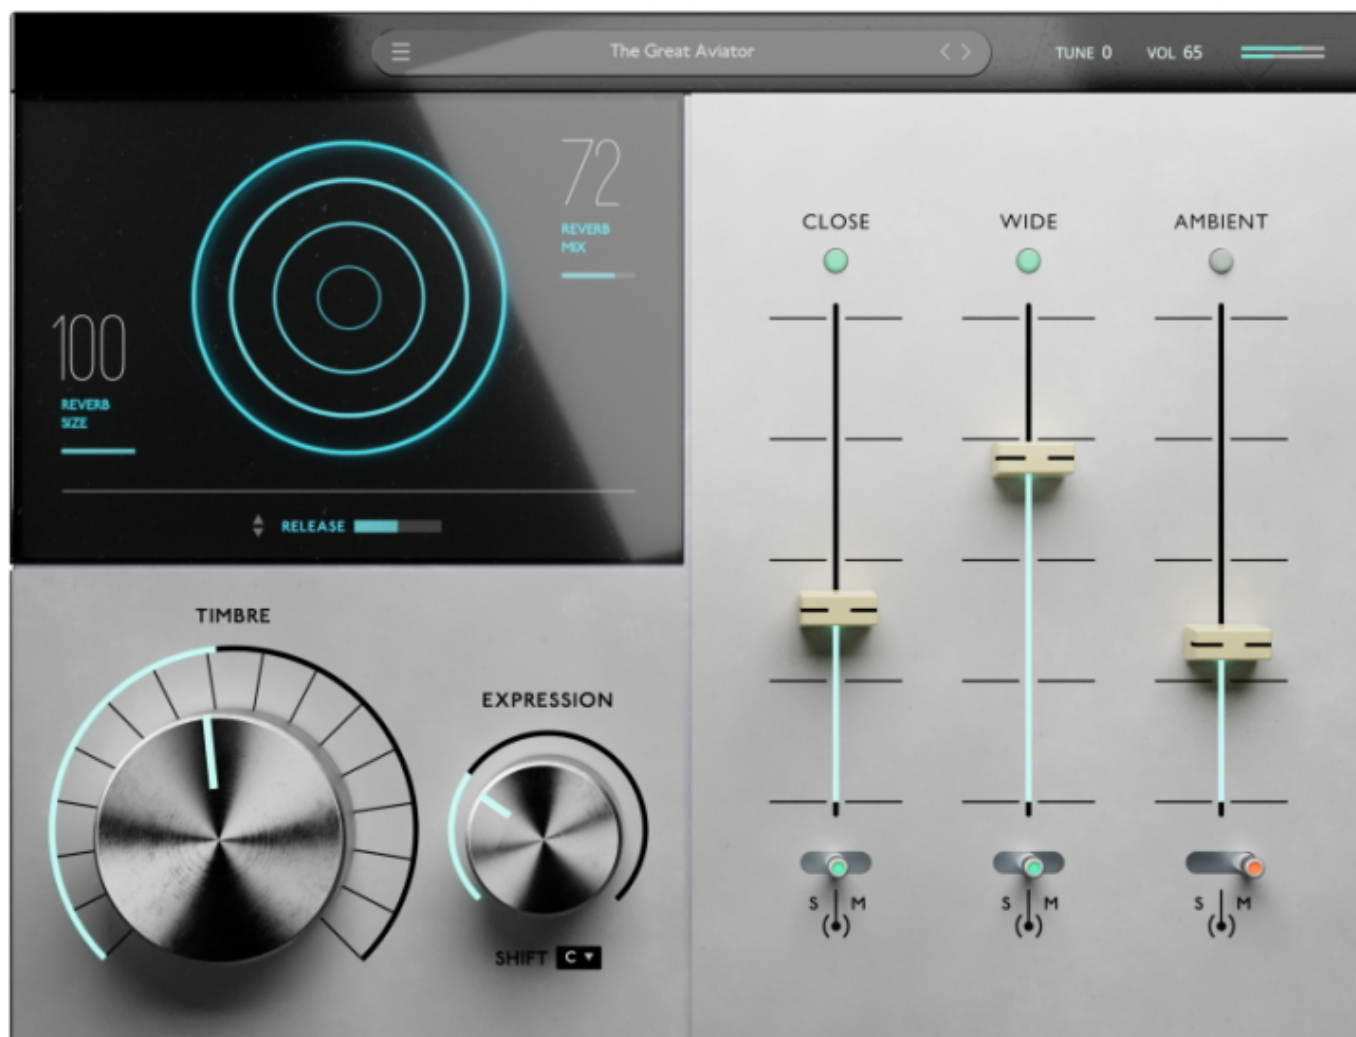 The Great Aviator
TUNE 0 VOL 65
72
REVERB
MIX
100
REVERB
SIZE
RELEASE
CLOSE WIDE AMBIENT
TIMBRE
EXPRESSION
SHIFT C
S M S M S M